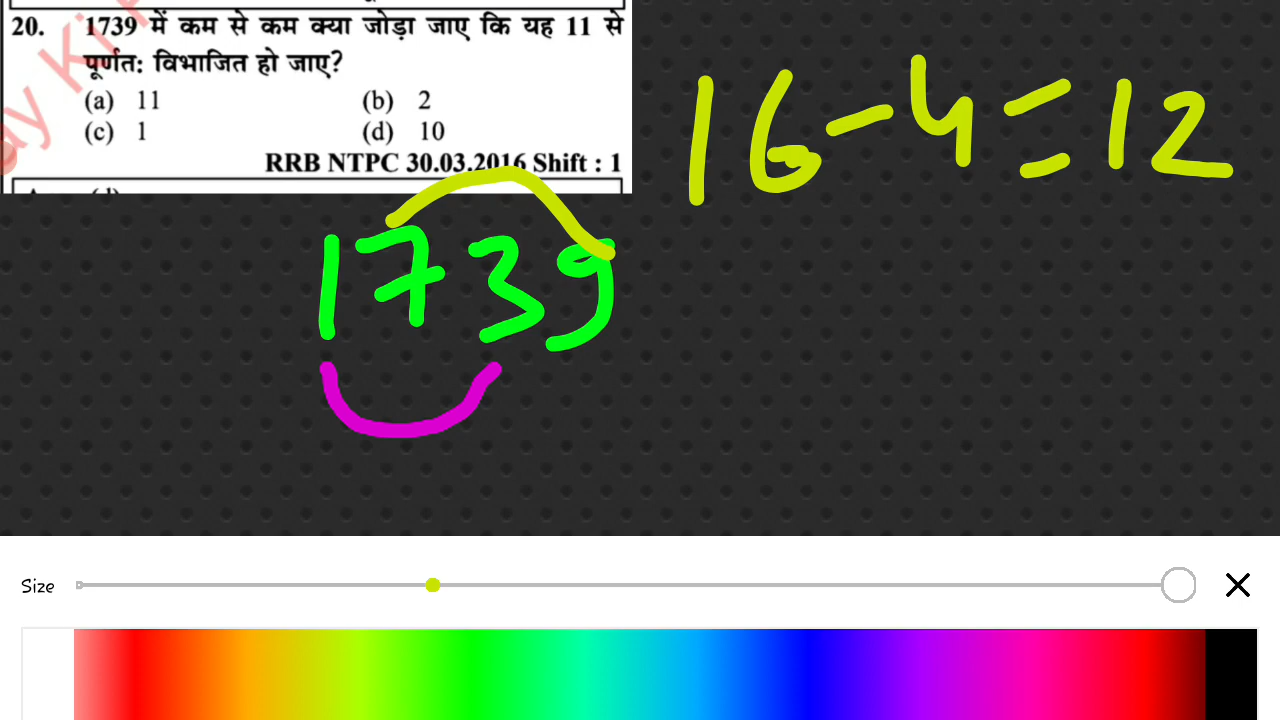 20. 1739 में कम से कम क्या जोड़ा जाए कि यह 11 से
पूर्णत: विभाजित हो जाए?
(a) 11 (b) 2
(c) 1 (d) 10
RRB NTPC 30.03.2016 Shift : 1
16-4=12
1739
Size